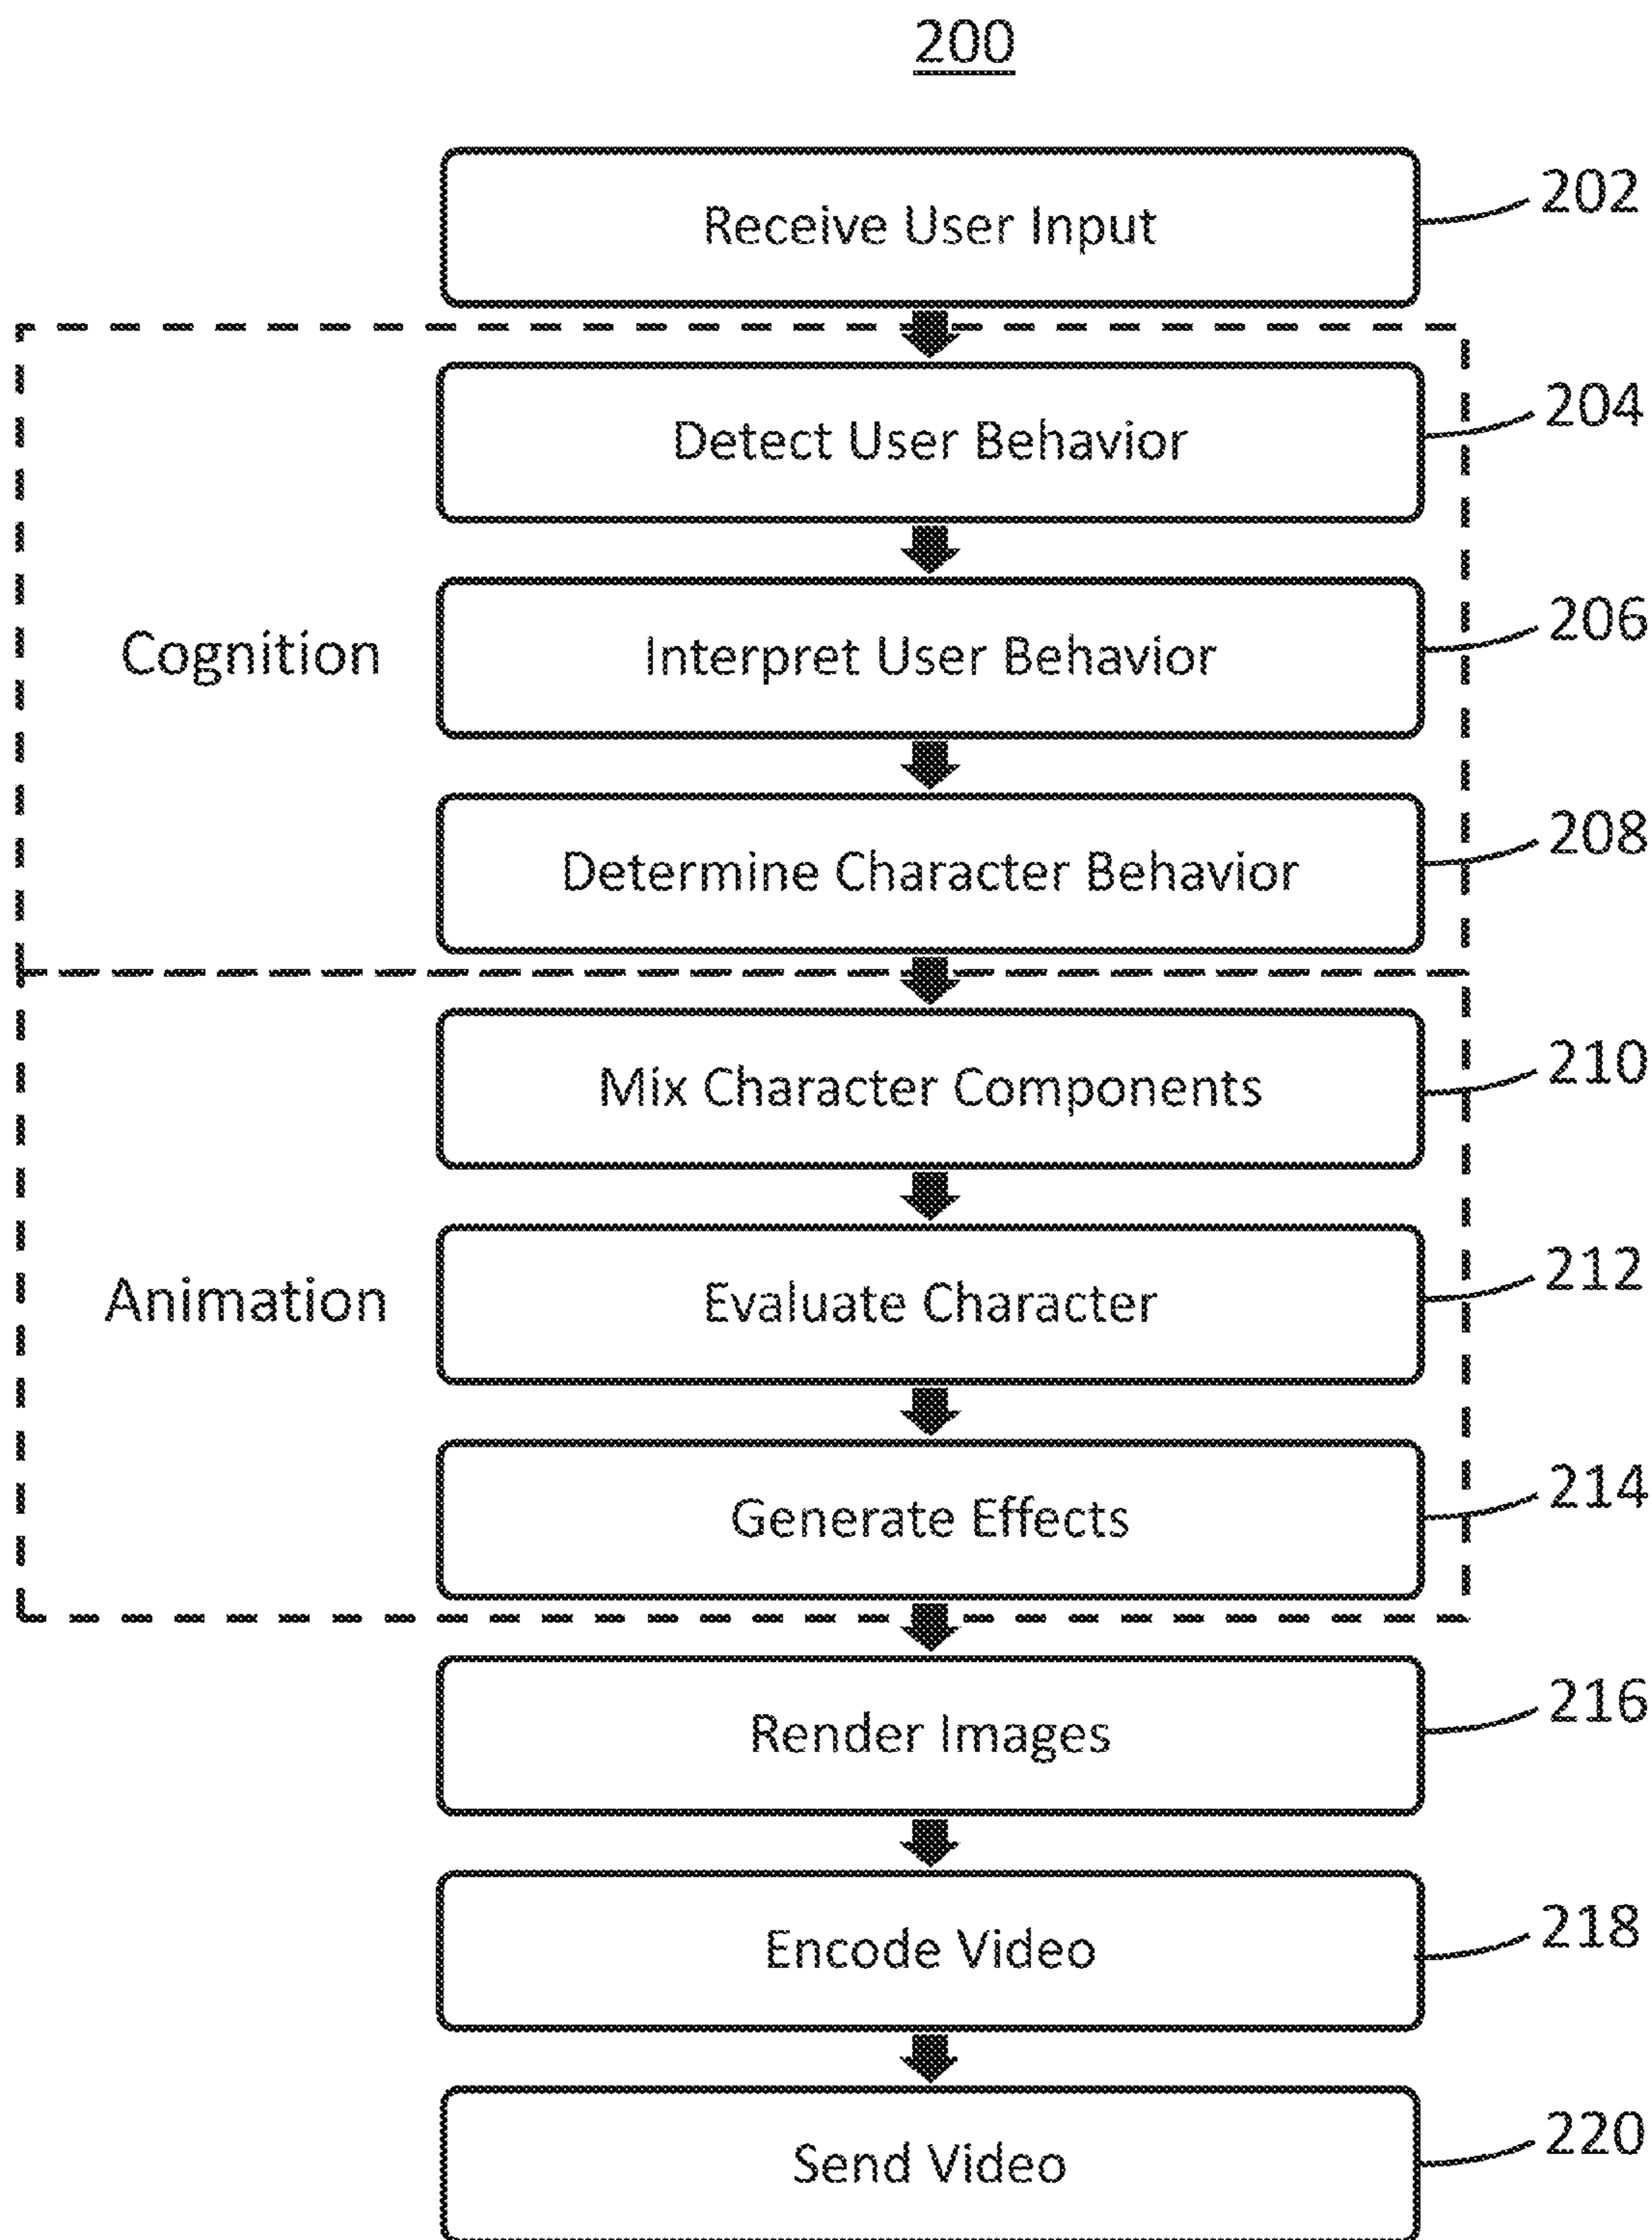 200
Receive User Input
202
Detect User Behavior
204
Cognition
Interpret User Behavior
206
Determine Character Behavior
208
Mix Character Components
210
Animation
Evaluate Character
212
Generate Effects
214
Render Images
216
Encode Video
218
Send Video
220